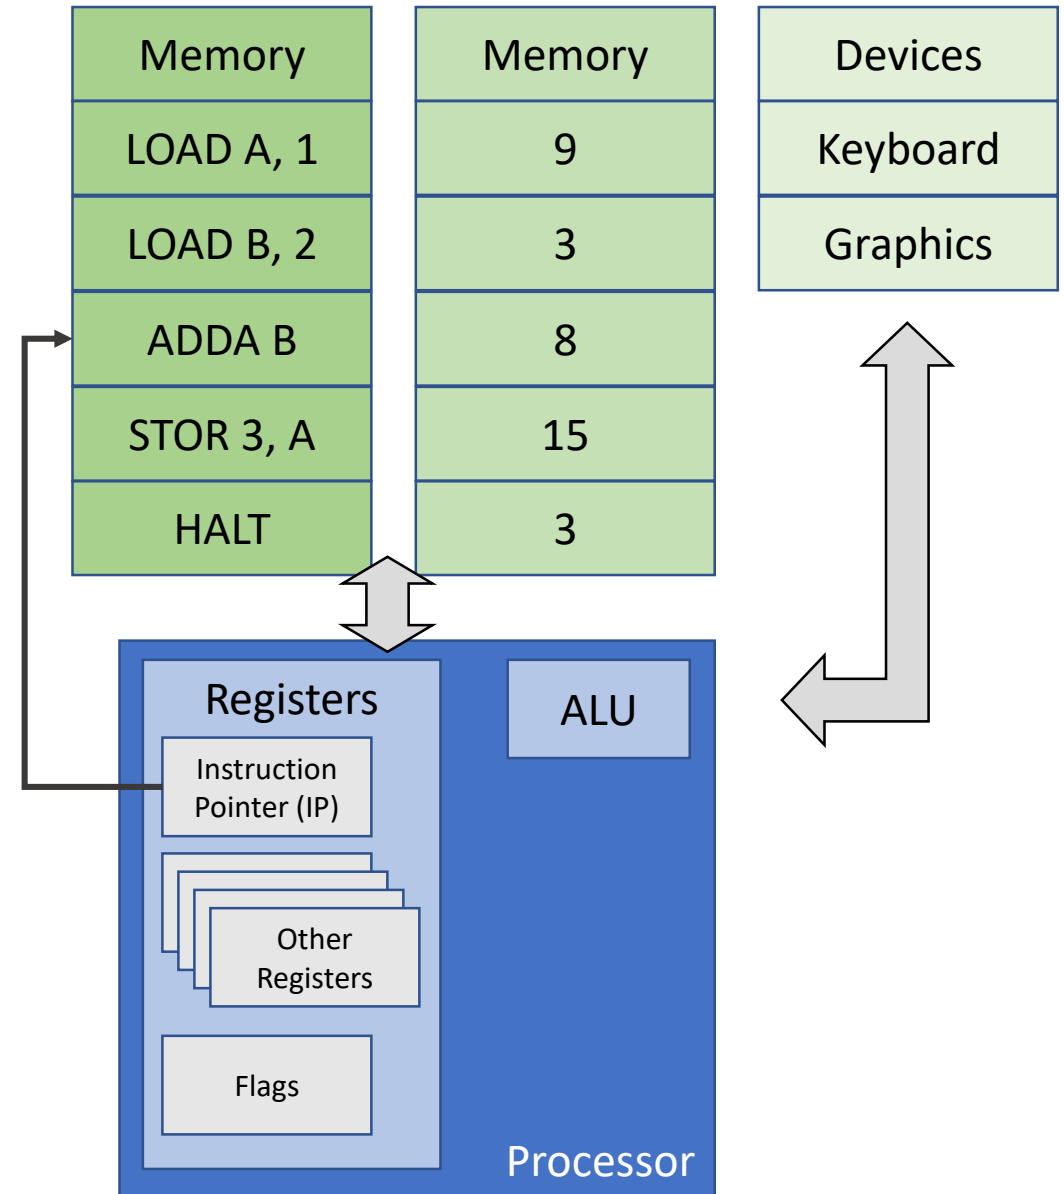 Memory
LOAD A, 1
LOAD B, 2
ADDA B
STOR 3, A
HALT
Memory
9
3
8
15
3
Devices
Keyboard
Graphics
Registers
Instruction
Pointer (IP)
Other
Registers
Flags
ALU
Processor